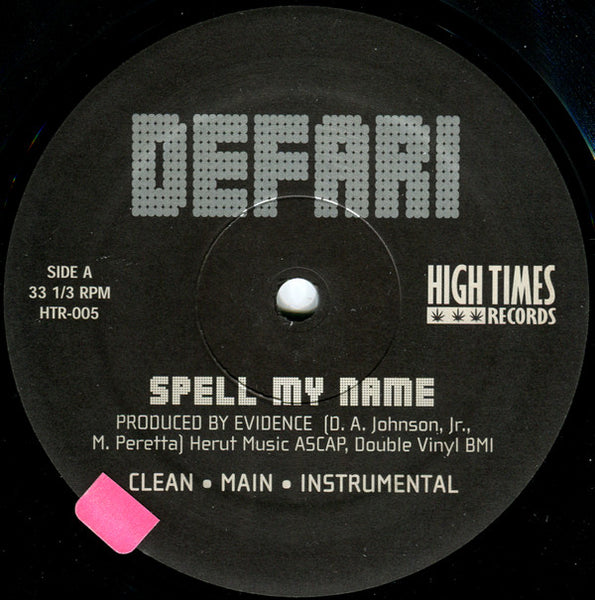 DEFARI
SIDE A
33 1/3 RPM
HTR-005
HIGH TIMES
RECORDS
SPELL MY NAME
PRODUCED BY EVIDENCE (D. A. Johnson, Jr.,
M. Peretta) Herut Music ASCAP, Double Vinyl BMI
CLEAN • MAIN • INSTRUMENTAL